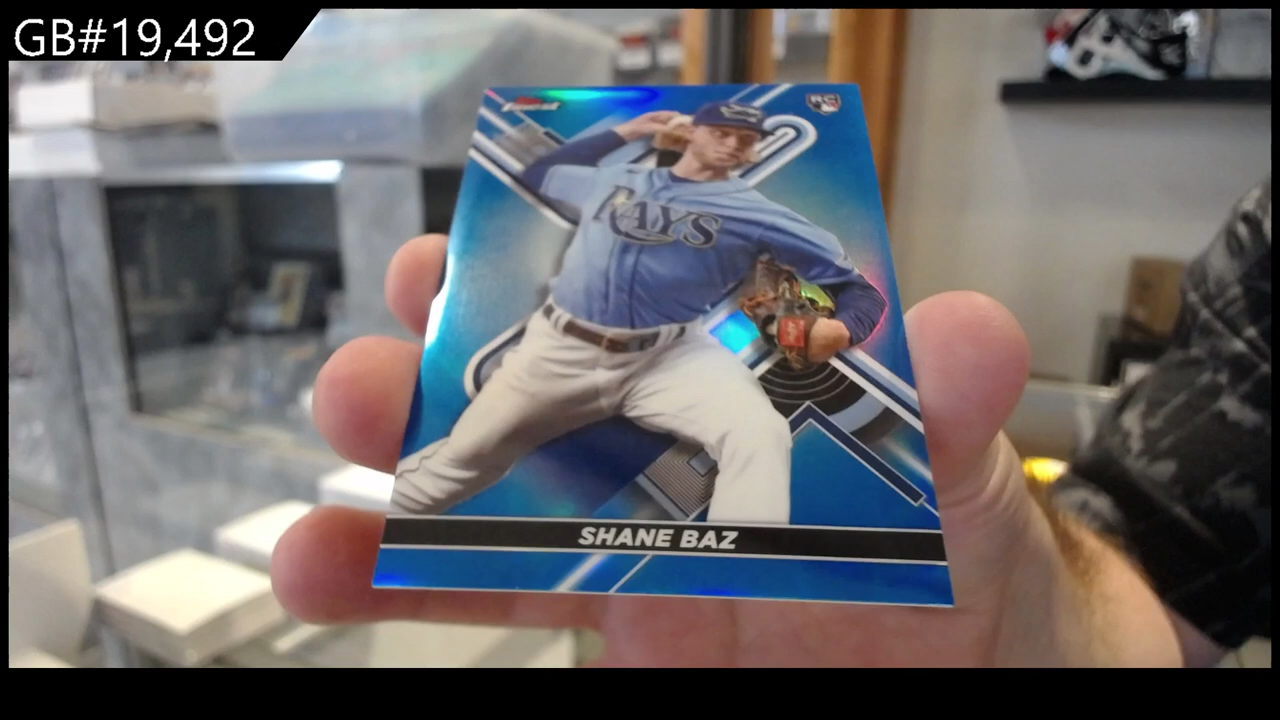 GB#19,492
Finest
RC
RAYS
SHANE BAZ